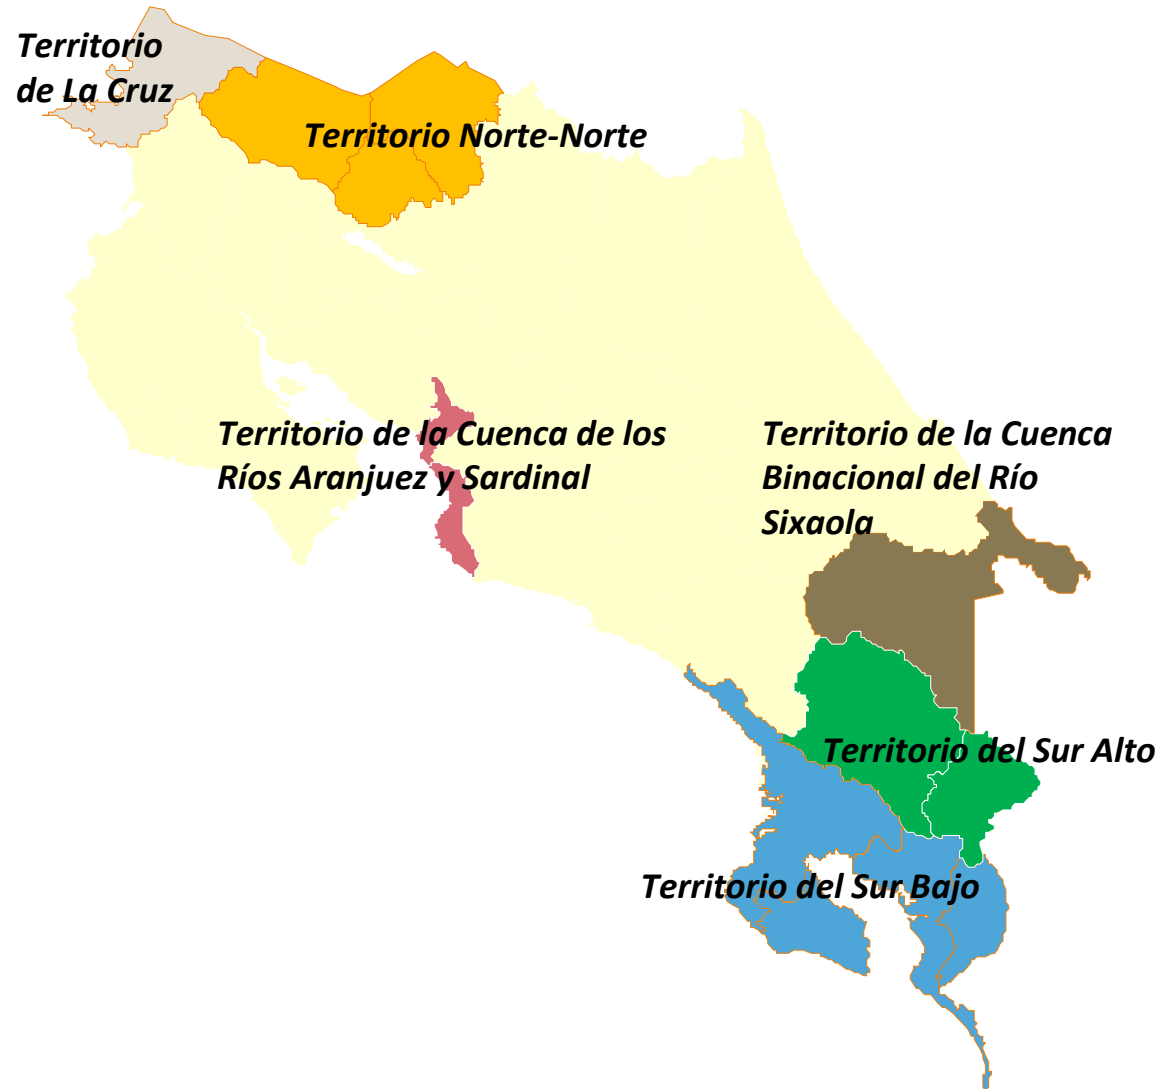 Territorio
de La Cruz
Territorio Norte-Norte
Territorio de la Cuenca de los
Ríos Aranjuez y Sardinal
Territorio de la Cuenca
Binacional del Río
Sixaola
Territorio del Sur Alto
Territorio del Sur Bajo